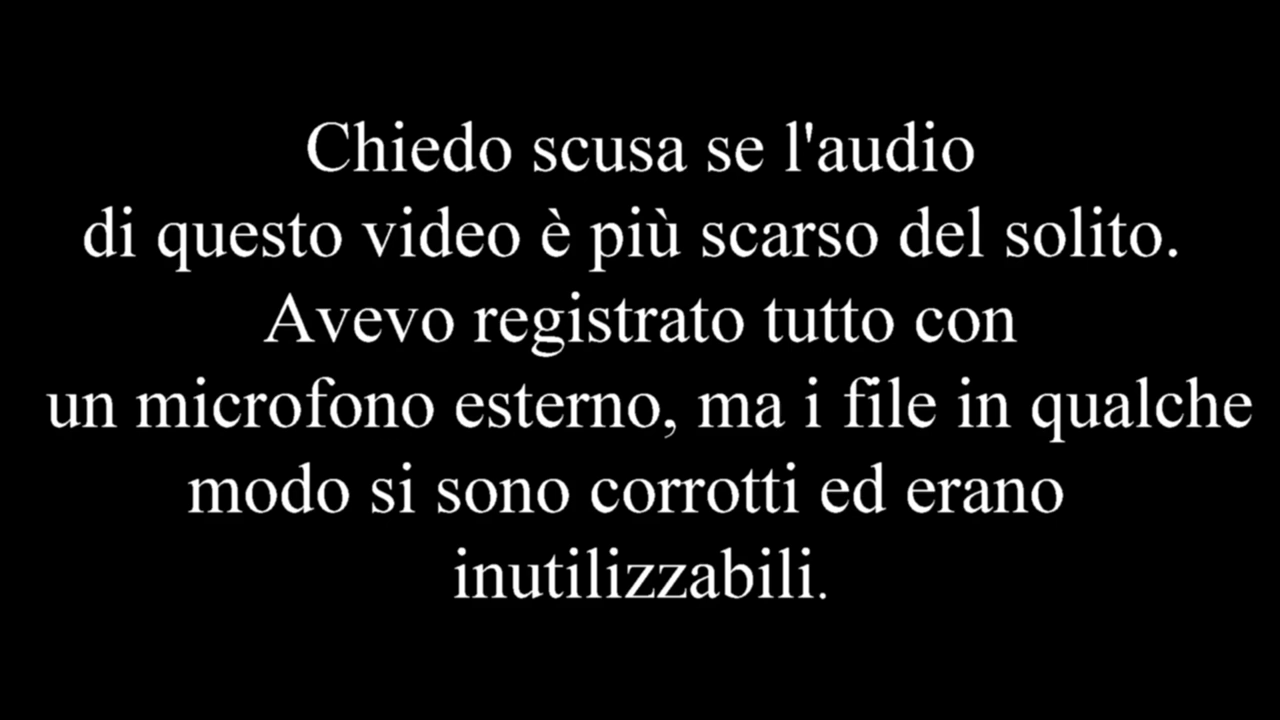 Chiedo scusa se l'audio
di questo video è più scarso del solito.
Avevo registrato tutto con
un microfono esterno, ma i file in qualche
modo si sono corrotti ed erano
inutilizzabili.